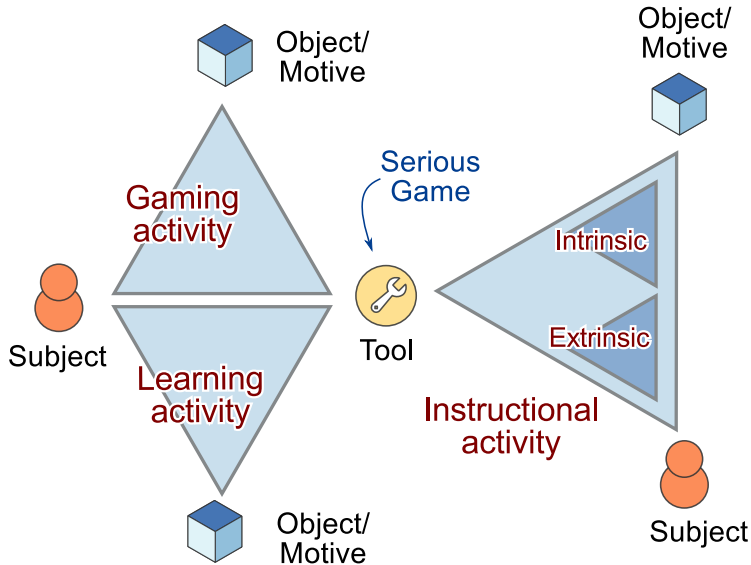 Object/
Motive
Object/
Motive
Serious
Game
Gaming
activity
Intrinsic
Extrinsic
Subject
Tool
Learning
activity
Instructional
activity
Object/
Motive
Subject